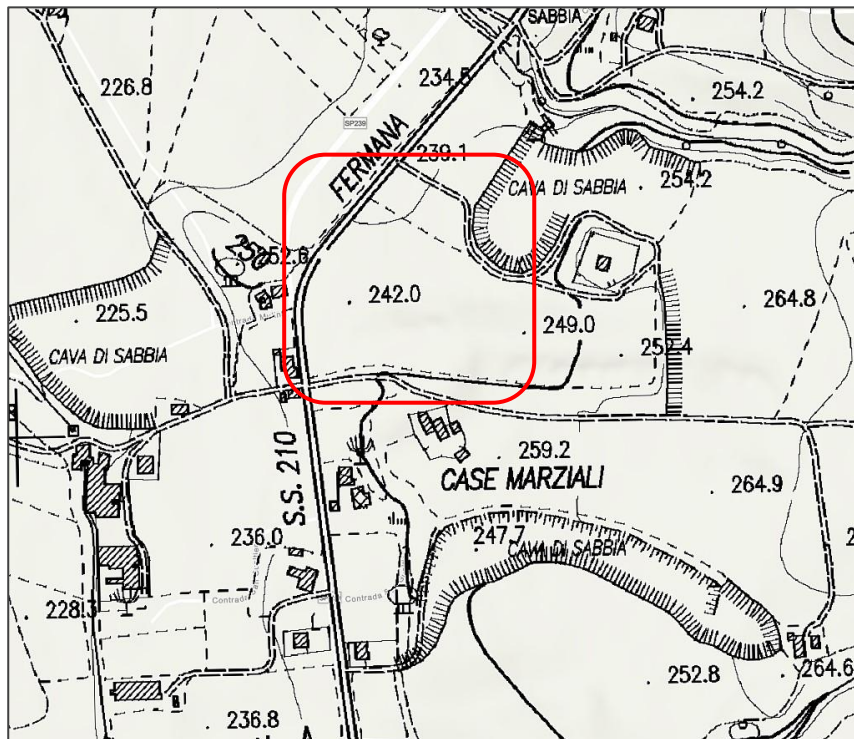 SABBIA
226.8
234.5
254.2
SP239
FERMANA
239.1
CAVA DI SABBIA
254.2
250
252.6
225.5
242.0
264.8
CAVA DI SABBIA
249.0
252.4
259.2
CASE MARZIALI
264.9
S.S. 210
236.0
247.7
CAVA DI SABBIA
228.3
Contrada
252.8
264.6
236.8